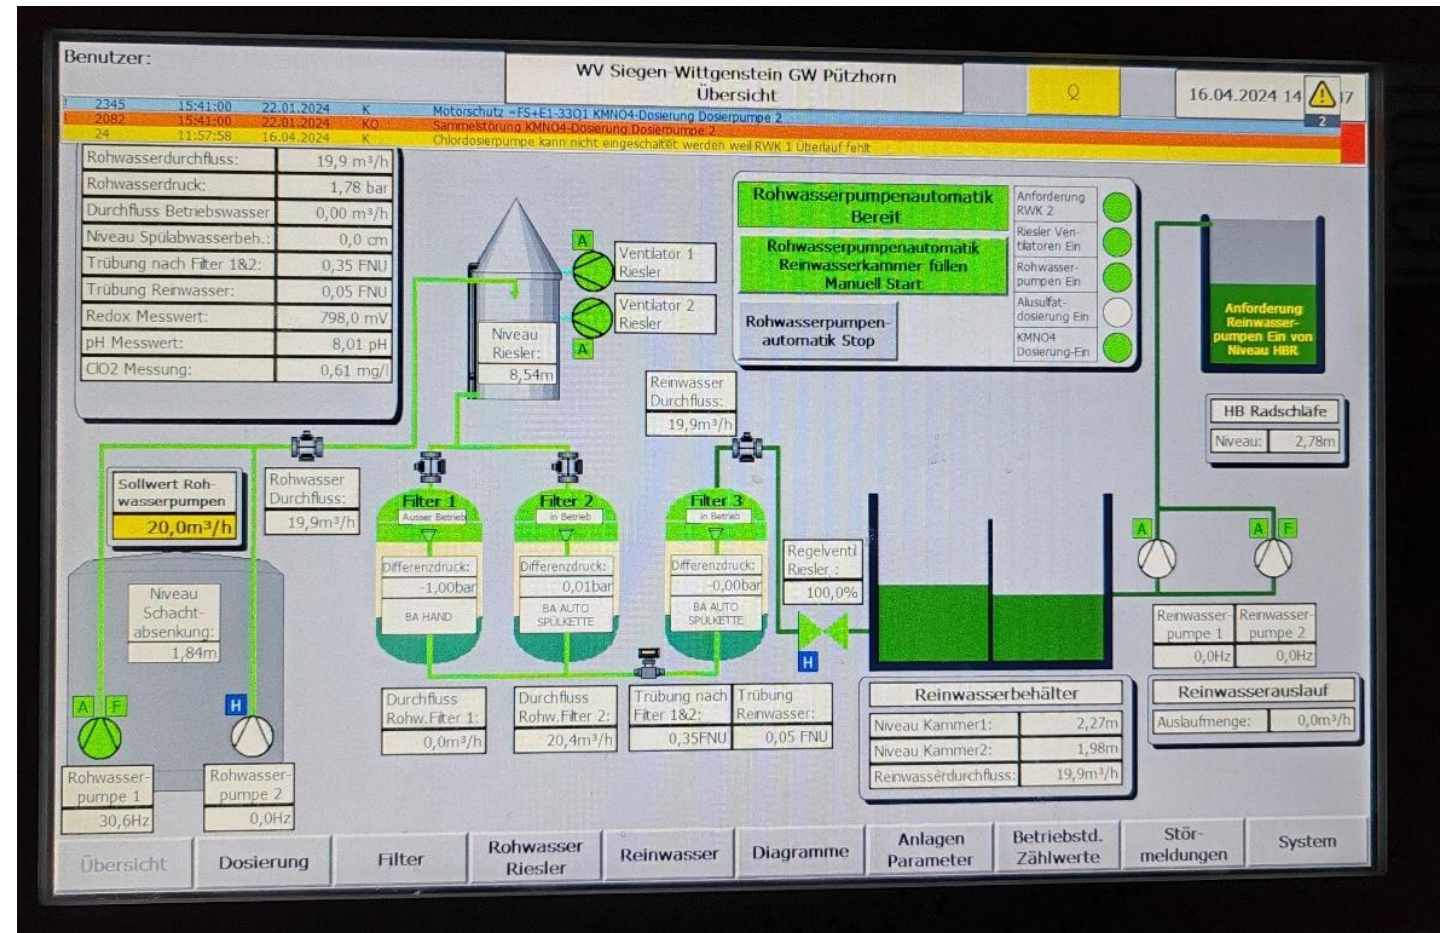 Benutzer:
WV Siegen-Wittgenstein GW Pützhorn
Übersicht
Q
16.04.2024 14
17
2
! 2345 15:41:00 22.01.2024 K Motorschutz =FS+E1-33Q1 KMNO4-Dosierung Dosierpumpe 2
! 2082 15:41:00 22.01.2024 KQ Sammelstörung KMNO4-Dosierung Dosierpumpe 2
24 11:57:58 16.04.2024 K Chlordosierpumpe kann nicht eingeschaltet werden weil RWK 1 Überlauf fehlt
Rohwasserdurchfluss: 19,9 m³/h
Rohwasserdruck: 1,78 bar
Durchfluss Betriebswasser 0,00 m³/h
Niveau Spülabwasserbeh.: 0,0 cm
Trübung nach Filter 1&2: 0,35 FNU
Trübung Reinwasser: 0,05 FNU
Redox Messwert: 798,0 mV
pH Messwert: 8,01 pH
ClO2 Messung: 0,61 mg/l
A
Ventilator 1
Riesler
Ventilator 2
Riesler
A
Niveau
Riesler:
8,54m
Rohwasserpumpenautomatik
Bereit
Rohwasserpumpenautomatik
Reinwasserkammer füllen
Manuell Start
Rohwasserpumpen-
automatik Stop
Anforderung
RWK 2
Riesler Ven-
tilatoren Ein
Rohwasser-
pumpen Ein
Alusulfat-
dosierung Ein
KMNO4
Dosierung-Ein
Anforderung
Reinwasser-
pumpen Ein von
Niveau HBR
HB Radschläfe
Niveau: 2,78m
Reinwasser
Durchfluss:
19,9m³/h
Sollwert Roh-
wasserpumpen
20,0m³/h
Rohwasser
Durchfluss:
19,9m³/h
Filter 1
Ausser Betrieb
Differenzdruck:
-1,00bar
BA HAND
Filter 2
in Betrieb
Differenzdruck:
0,01bar
BA AUTO
SPÜLKETTE
Filter 3
in Betrieb
Differenzdruck:
-0,00bar
BA AUTO
SPÜLKETTE
Regelventil
Riesler :
100,0%
H
A
A F
Niveau
Schacht-
absenkung:
1,84m
A F
H
Rohwasser-
pumpe 1
30,6Hz
Rohwasser-
pumpe 2
0,0Hz
Durchfluss
Rohw.Filter 1:
0,0m³/h
Durchfluss
Rohw.Filter 2:
20,4m³/h
Trübung nach
Filter 1&2:
0,35FNU
Trübung
Reinwasser:
0,05 FNU
Reinwasserbehälter
Niveau Kammer1: 2,27m
Niveau Kammer2: 1,98m
Reinwasserdurchfluss: 19,9m³/h
Reinwasser-
pumpe 1
0,0Hz
Reinwasser-
pumpe 2
0,0Hz
Reinwasserauslauf
Auslaufmenge: 0,0m³/h
Übersicht
Dosierung
Filter
Rohwasser
Riesler
Reinwasser
Diagramme
Anlagen
Parameter
Betriebstd.
Zählwerte
Stör-
meldungen
System